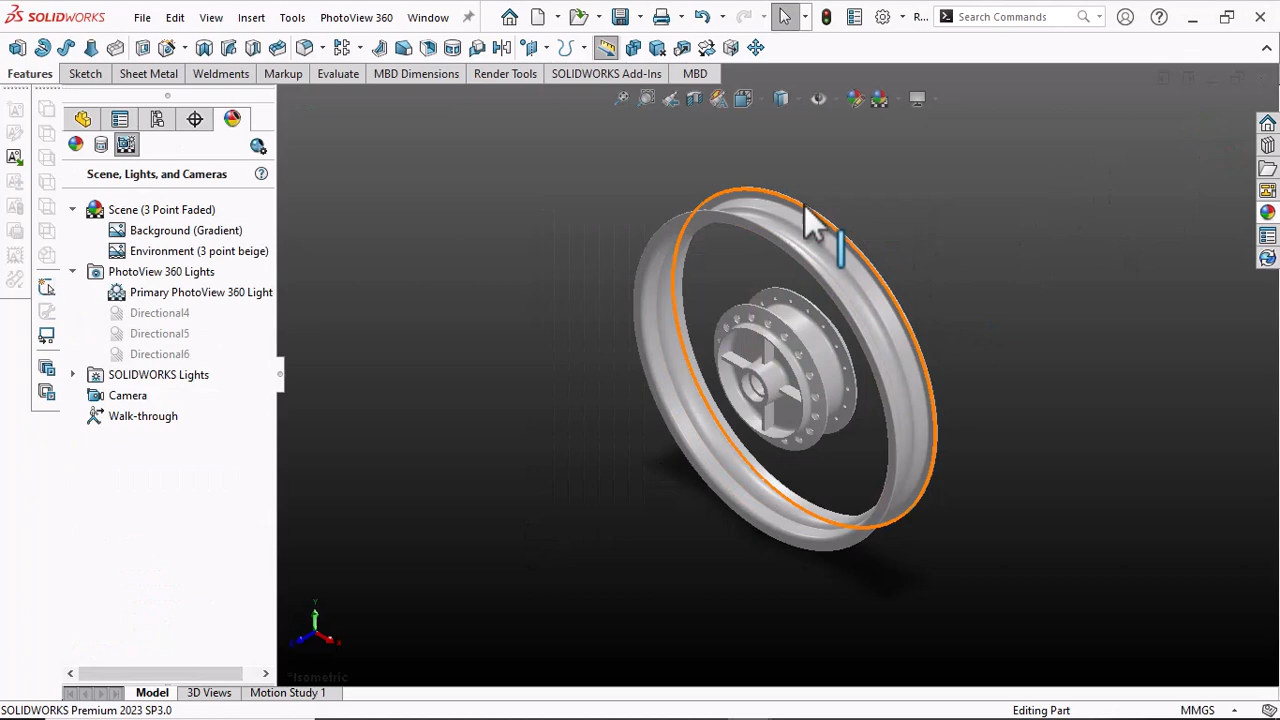 SOLIDWORKS File Edit View Insert Tools PhotoView 360 Window R... Search Commands
Features Sketch Sheet Metal Weldments Markup Evaluate MBD Dimensions Render Tools SOLIDWORKS Add-Ins MBD
Scene, Lights, and Cameras
Scene (3 Point Faded)
Background (Gradient)
Environment (3 point beige)
PhotoView 360 Lights
Primary PhotoView 360 Light
Directional4
Directional5
Directional6
SOLIDWORKS Lights
Camera
Walk-through
Y
X
*Isometric
Model 3D Views Motion Study 1
SOLIDWORKS Premium 2023 SP3.0 Editing Part MMGS